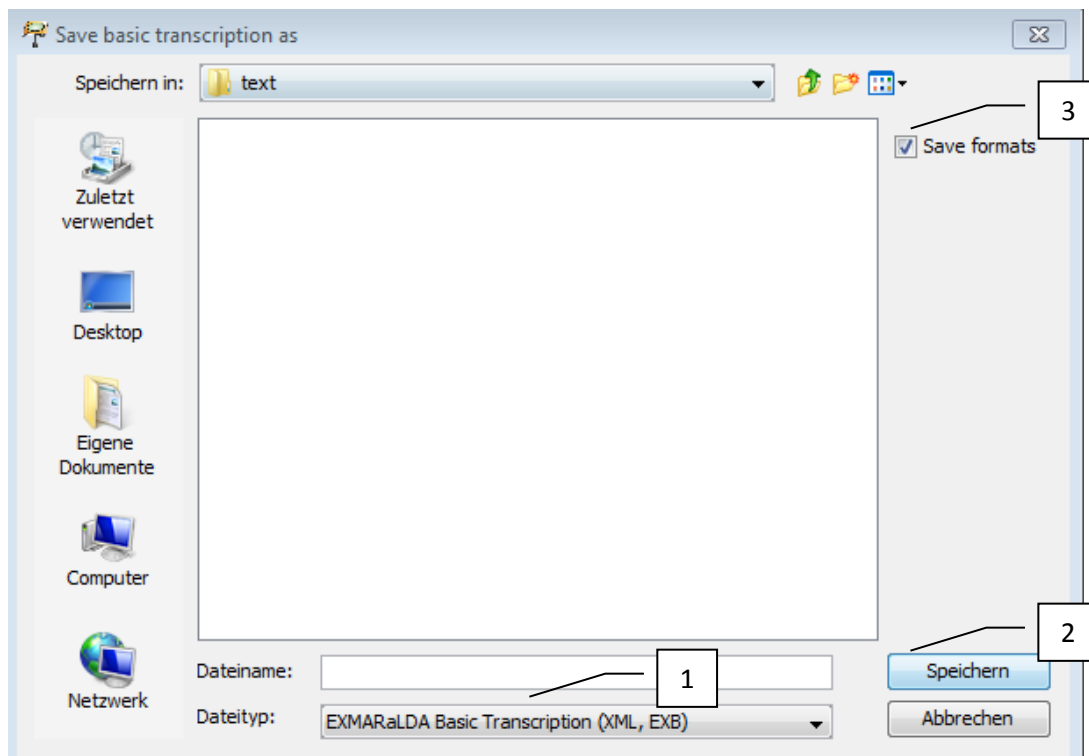 Save basic transcription as
Speichern in:
text
3
Save formats
Zuletzt
verwendet
Desktop
Eigene
Dokumente
Computer
Netzwerk
2
Dateiname:
1
Speichern
Dateityp:
EXMARaLDA Basic Transcription (XML, EXB)
Abbrechen